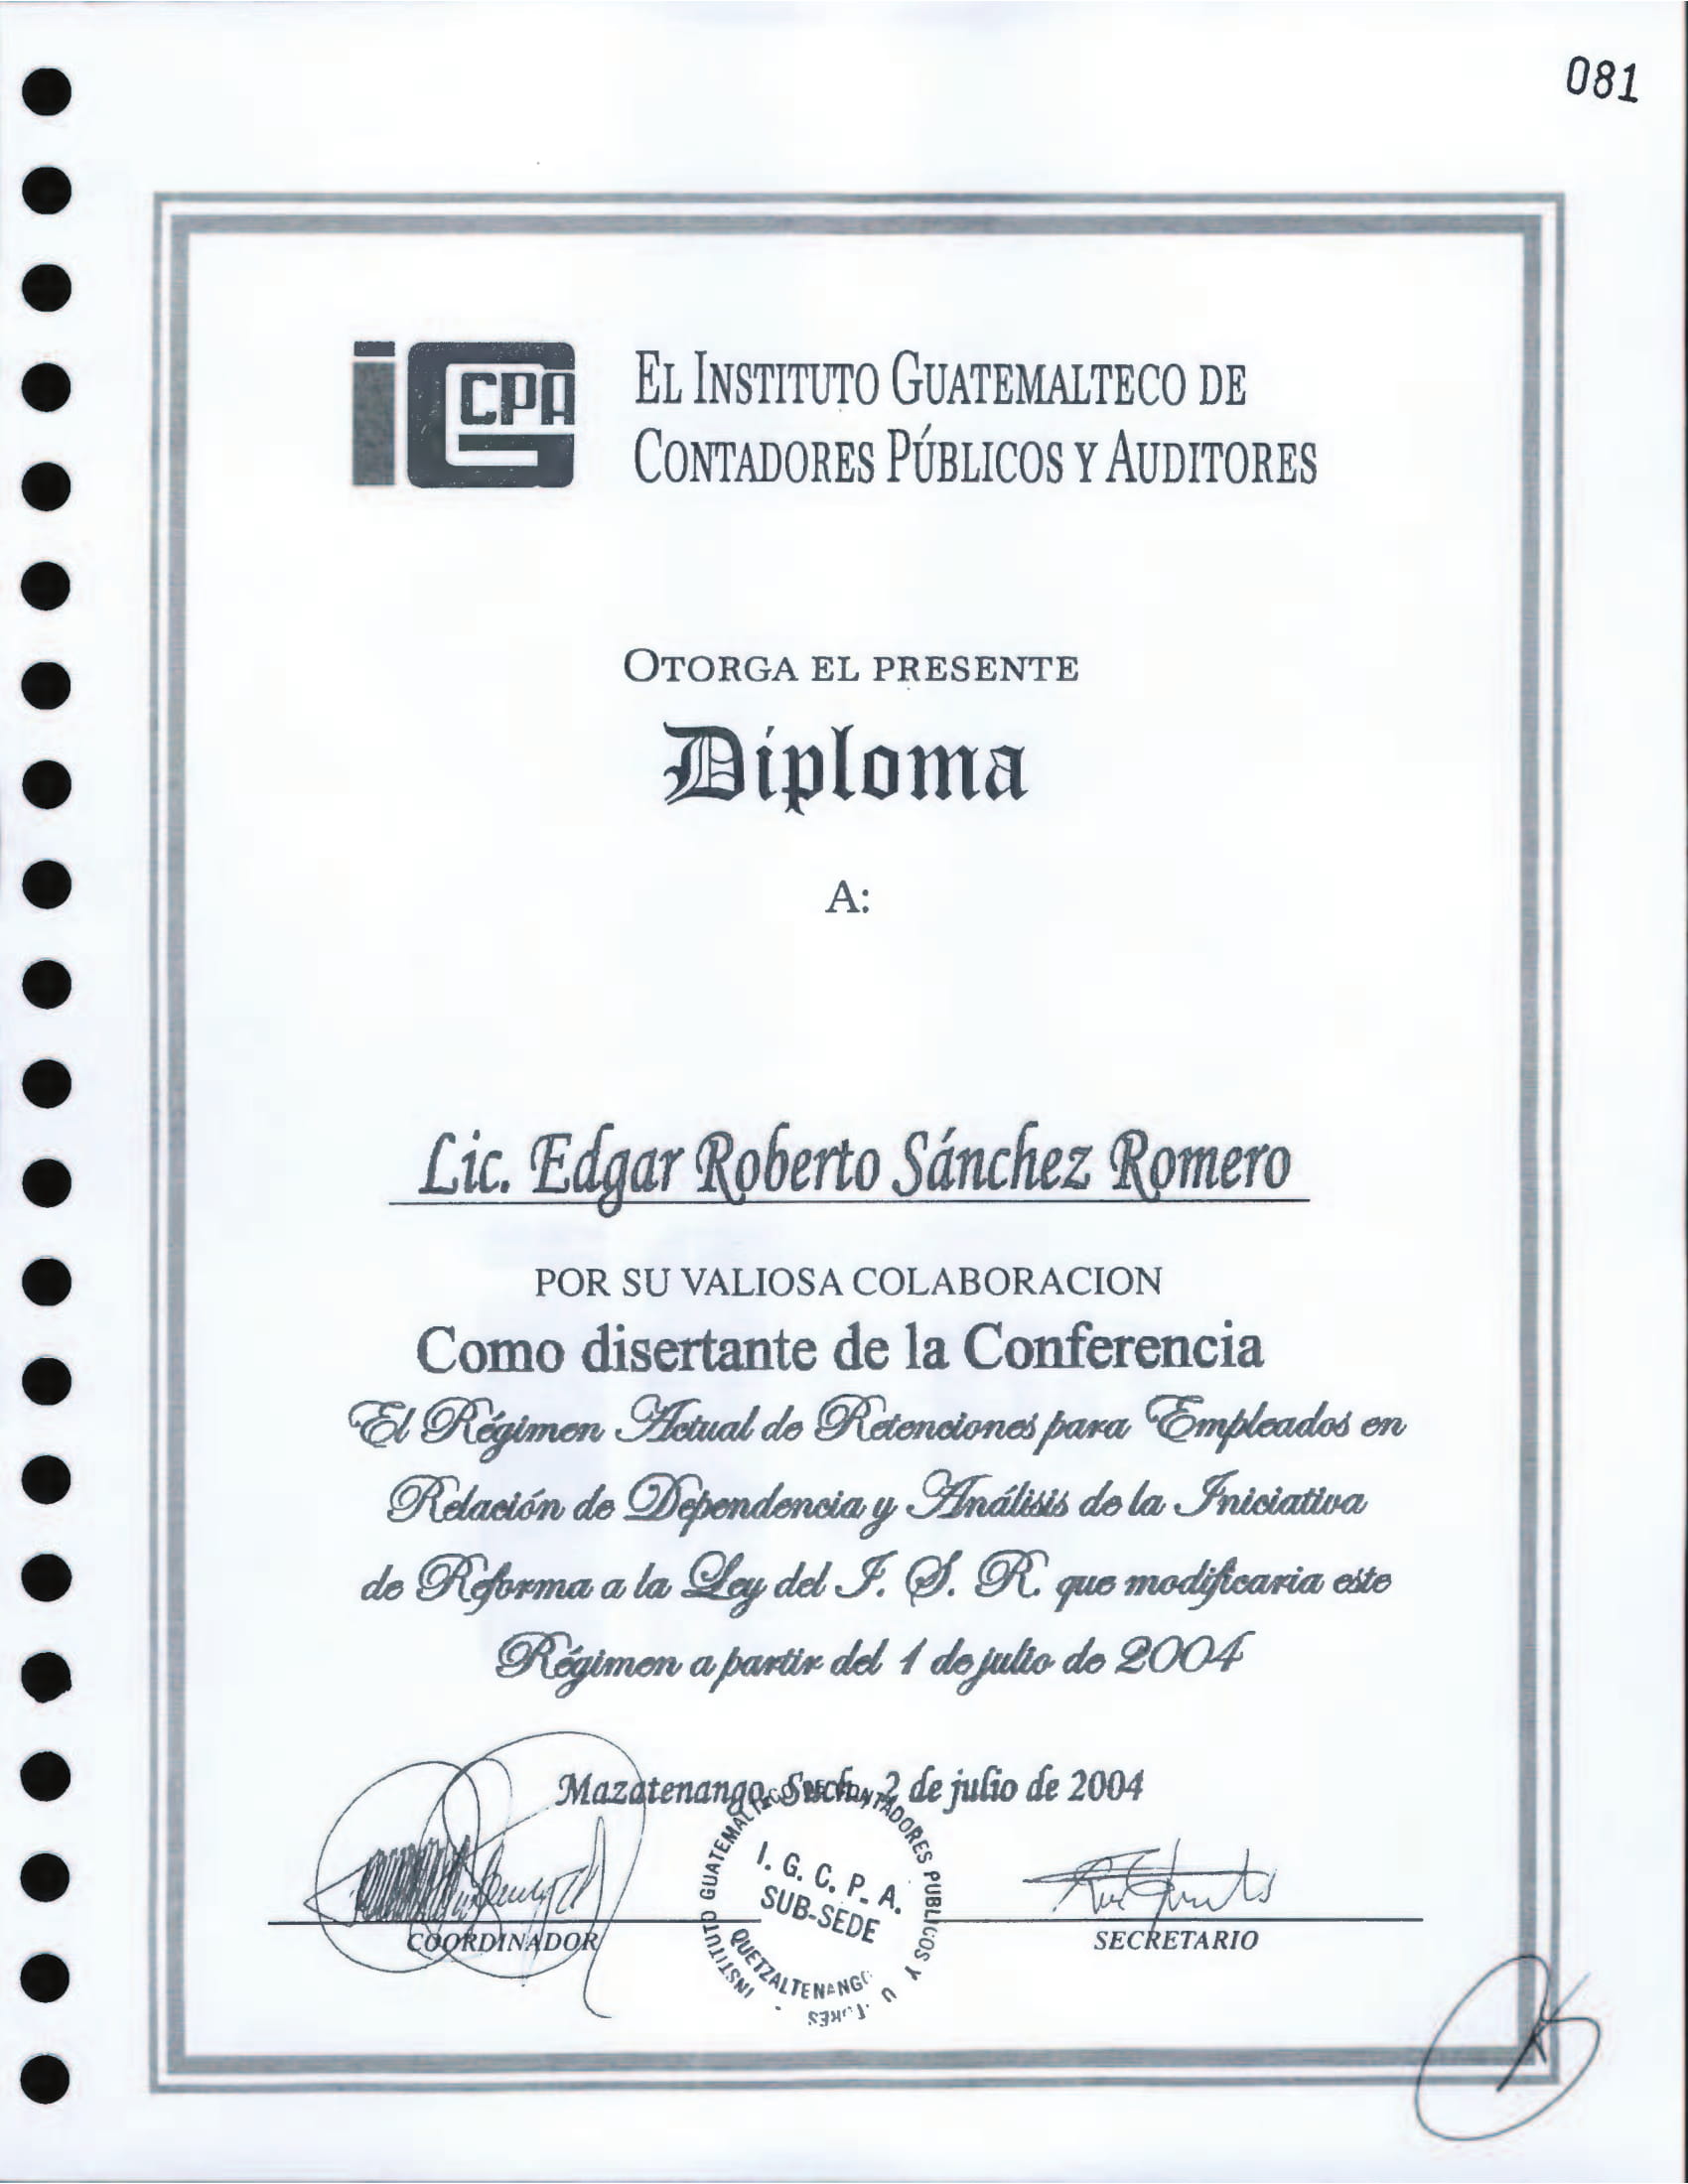 081
iG CPA
EL INSTITUTO GUATEMALTECO DE
CONTADORES PÚBLICOS Y AUDITORES
OTORGA EL PRESENTE
Diploma
A:
Lic. Edgar Roberto Sánchez Romero
POR SU VALIOSA COLABORACION
Como disertante de la Conferencia
El Régimen Actual de Retenciones para Empleados en
Relación de Dependencia y Análisis de la Iniciativa
de Reforma a la Ley del I. S. R. que modificaria este
Régimen a partir del 1 de julio de 2004
Mazatenango, Such., 2 de julio de 2004
INSTITUTO GUATEMALTECO DE CONTADORES PUBLICOS Y
I. G. C. P. A.
SUB-SEDE
QUETZALTENANGO
COORDINADOR
SECRETARIO